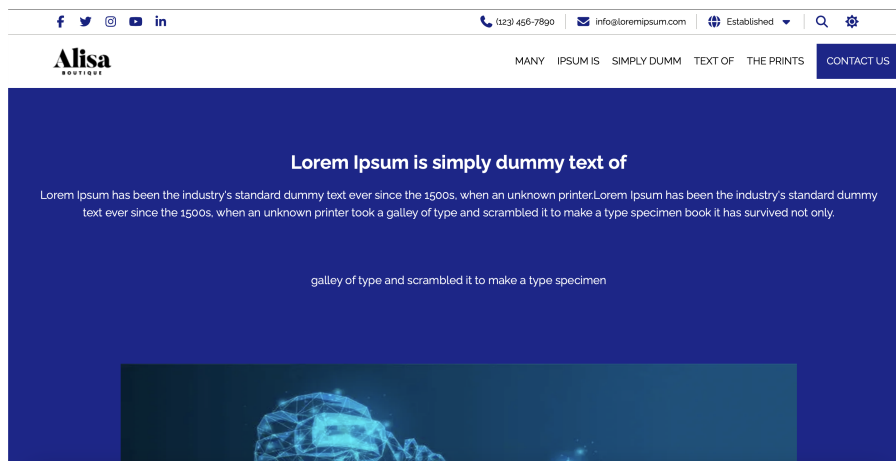 (123) 456-7890
info@loremipsum.com
Established
Alisa
BOUTIQUE
MANY IPSUM IS SIMPLY DUMM TEXT OF THE PRINTS CONTACT US
Lorem Ipsum is simply dummy text of
Lorem Ipsum has been the industry's standard dummy text ever since the 1500s, when an unknown printer.Lorem Ipsum has been the industry's standard dummy
text ever since the 1500s, when an unknown printer took a galley of type and scrambled it to make a type specimen book it has survived not only.
galley of type and scrambled it to make a type specimen